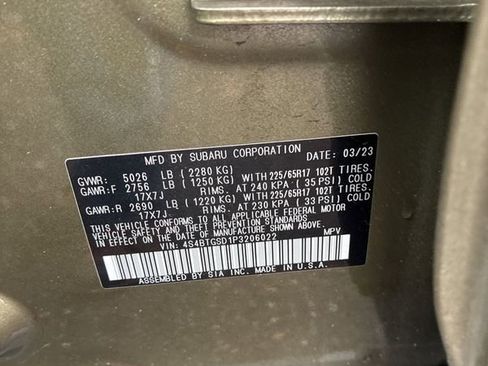 MFD BY SUBARU CORPORATION DATE: 03/23
GVWR: 5026 LB (2280 KG)
GAWR:F 2756 LB (1250 KG) WITH 225/65R17 102T TIRES,
17X7J RIMS, AT 240 KPA ( 35 PSI) COLD
GAWR:R 2690 LB (1220 KG) WITH 225/65R17 102T TIRES,
17X7J RIMS, AT 230 KPA ( 33 PSI) COLD
THIS VEHICLE CONFORMS TO ALL APPLICABLE FEDERAL MOTOR
VEHICLE SAFETY AND THEFT PREVENTION STANDARDS
IN EFFECT ON THE DATE OF MANUFACTURE SHOWN ABOVE.
VIN: 4S4BTGSD1P3206022 MPV
ASSEMBLED BY SIA INC. MADE IN U.S.A.